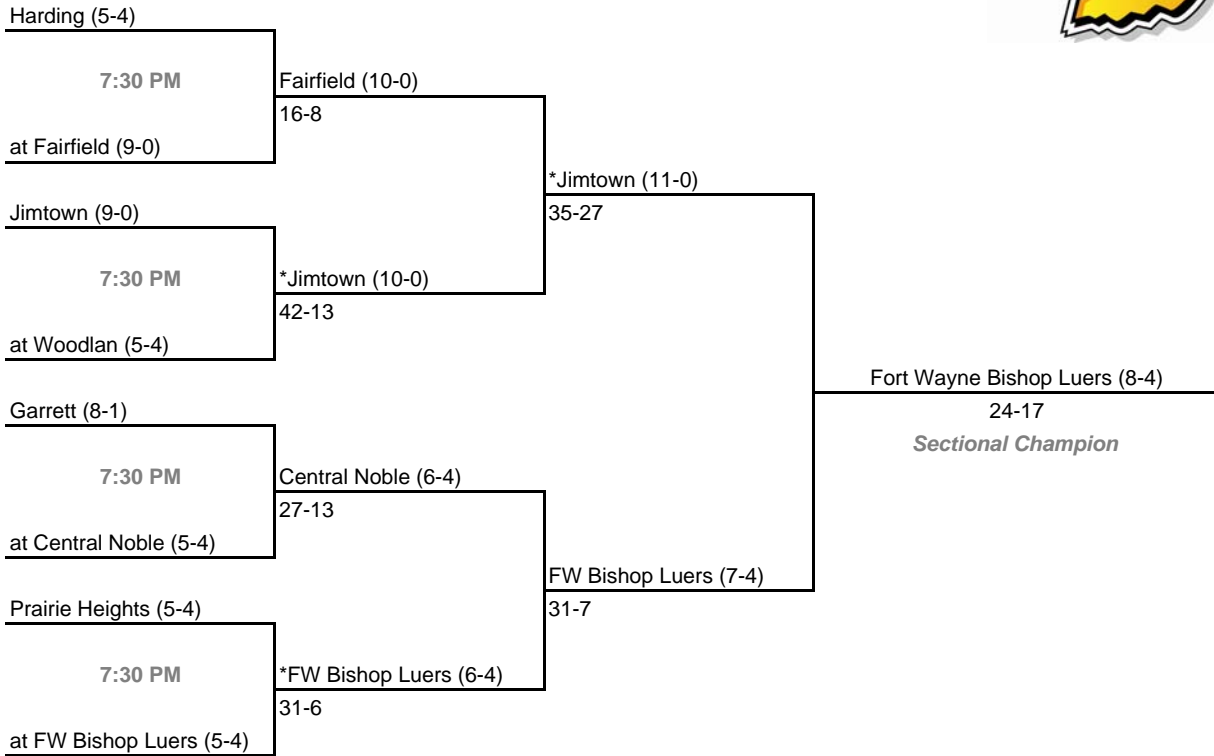 Harding (5-4)
7:30 PM
at Fairfield (9-0)
Fairfield (10-0)
16-8
Jimtown (9-0)
7:30 PM
at Woodlan (5-4)
*Jimtown (10-0)
42-13
*Jimtown (11-0)
35-27
Garrett (8-1)
7:30 PM
at Central Noble (5-4)
Central Noble (6-4)
27-13
Prairie Heights (5-4)
7:30 PM
at FW Bishop Luers (5-4)
*FW Bishop Luers (6-4)
31-6
FW Bishop Luers (7-4)
31-7
Fort Wayne Bishop Luers (8-4)
24-17
Sectional Champion